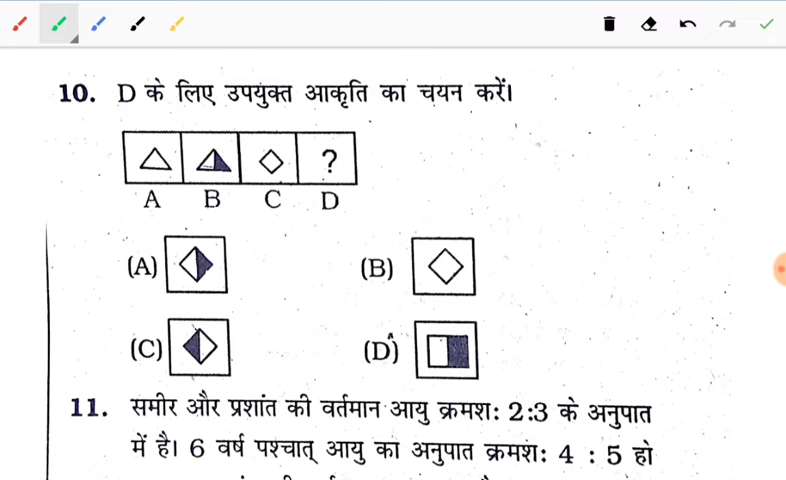 10. D के लिए उपयुक्त आकृति का चयन करें।
?
A B C D
(A) (B)
(C) (D)
11. समीर और प्रशांत की वर्तमान आयु क्रमश: 2:3 के अनुपात
में है। 6 वर्ष पश्चात् आयु का अनुपात क्रमश: 4 : 5 हो